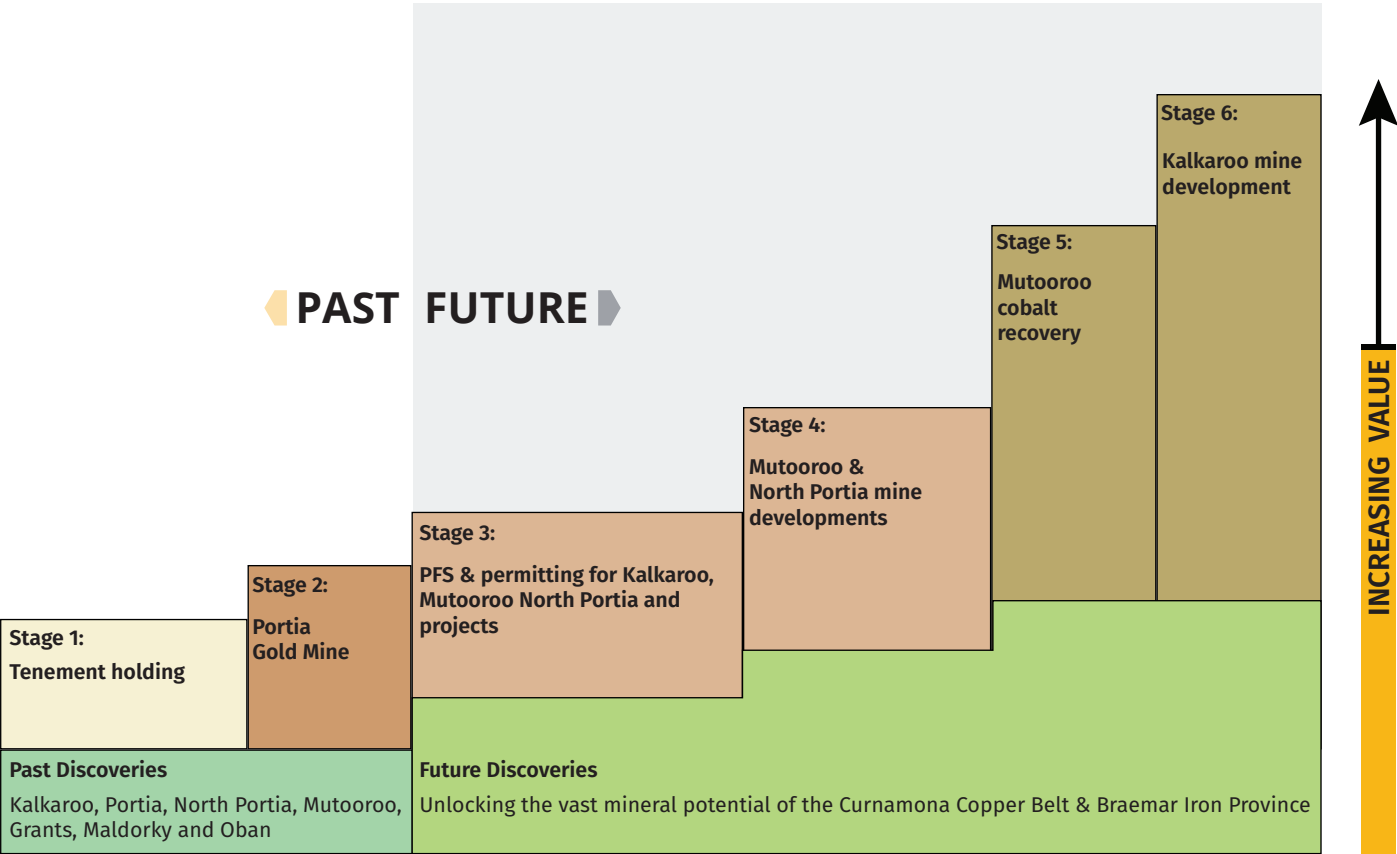 PAST FUTURE
Stage 1:
Tenement holding
Stage 2:
Portia
Gold Mine
Stage 3:
PFS & permitting for Kalkaroo,
Mutooroo North Portia and
projects
Stage 4:
Mutooroo &
North Portia mine
developments
Stage 5:
Mutooroo
cobalt
recovery
Stage 6:
Kalkaroo mine
development
Past Discoveries
Kalkaroo, Portia, North Portia, Mutooroo,
Grants, Maldorky and Oban
Future Discoveries
Unlocking the vast mineral potential of the Curnamona Copper Belt & Braemar Iron Province
INCREASING VALUE